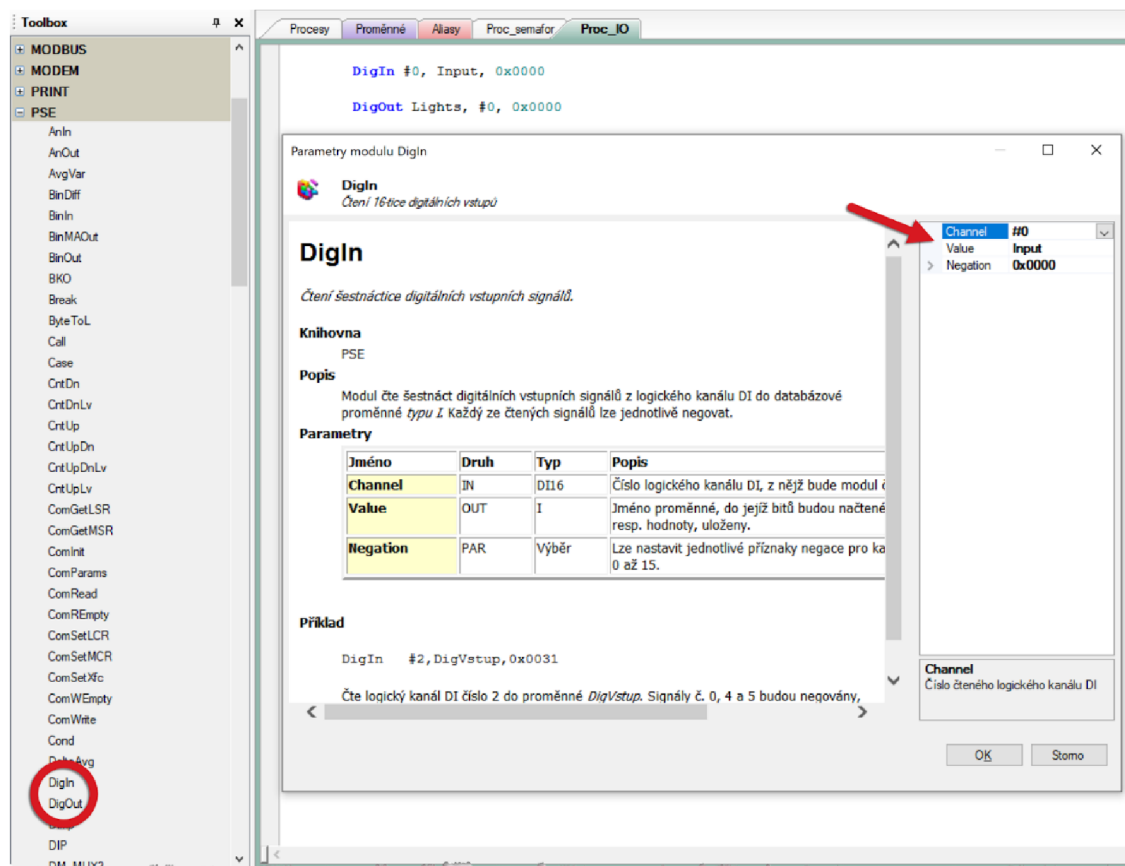 Toolbox
MODBUS
MODEM
PRINT
PSE
AnIn
AnOut
AvgVar
BinDiff
BinIn
BinMAOut
BinOut
BKO
Break
ByteToL
Call
Case
CntDn
CntDnLv
CntUp
CntUpDn
CntUpDnLv
CntUpLv
ComGetLSR
ComGetMSR
ComInit
ComParams
ComRead
ComREmpty
ComSetLCR
ComSetMCR
ComSetXfc
ComWEmpty
ComWrite
Cond
DeltaAvg
DigIn
DigOut
DIP
Procesy Proměnné Aliasy Proc_semafor Proc_IO
DigIn #0, Input, 0x0000
DigOut Lights, #0, 0x0000
Parametry modulu DigIn
DigIn
Čtení 16-tice digitálních vstupů
DigIn
Čtení šestnáctice digitálních vstupních signálů.
Knihovna
PSE
Popis
Modul čte šestnáct digitálních vstupních signálů z logického kanálu DI do databázové
proměnné typu I. Každý ze čtených signálů lze jednotlivě negovat.
Parametry
Jméno Druh Typ Popis
Channel IN DI16 Číslo logického kanálu DI, z nějž bude modul č
Value OUT I Jméno proměnné, do jejíž bitů budou načtené
resp. hodnoty, uloženy.
Negation PAR Výběr Lze nastavit jednotlivé příznaky negace pro ka
0 až 15.
Příklad
DigIn #2,DigVstup,0x0031
Čte logický kanál DI číslo 2 do proměnné DigVstup. Signály č. 0, 4 a 5 budou negovány,
Channel #0
Value Input
Negation 0x0000
Channel
Číslo čteného logického kanálu DI
OK Storno